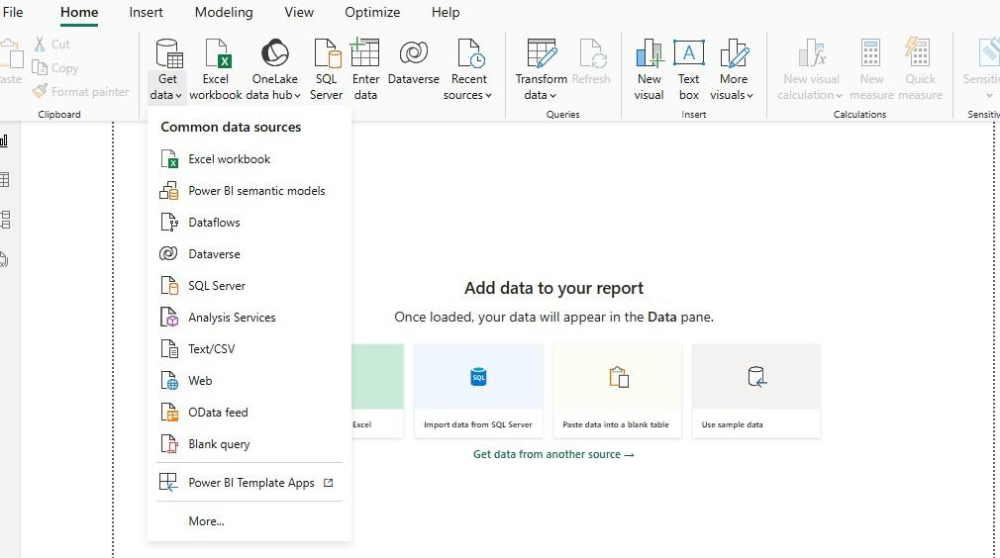 File Home Insert Modeling View Optimize Help
Cut
Copy
Format painter
Clipboard
Get data
Excel workbook
OneLake data hub
SQL Server
Enter data
Dataverse
Recent sources
Transform data
Refresh
Queries
New visual
Text box
More visuals
Insert
New visual calculation
New measure
Quick measure
Calculations
Common data sources
Excel workbook
Power BI semantic models
Dataflows
Dataverse
SQL Server
Analysis Services
Text/CSV
Web
OData feed
Blank query
Power BI Template Apps
More...
Add data to your report
Once loaded, your data will appear in the Data pane.
Excel
SQL
Import data from SQL Server
Paste data into a blank table
Use sample data
Get data from another source →